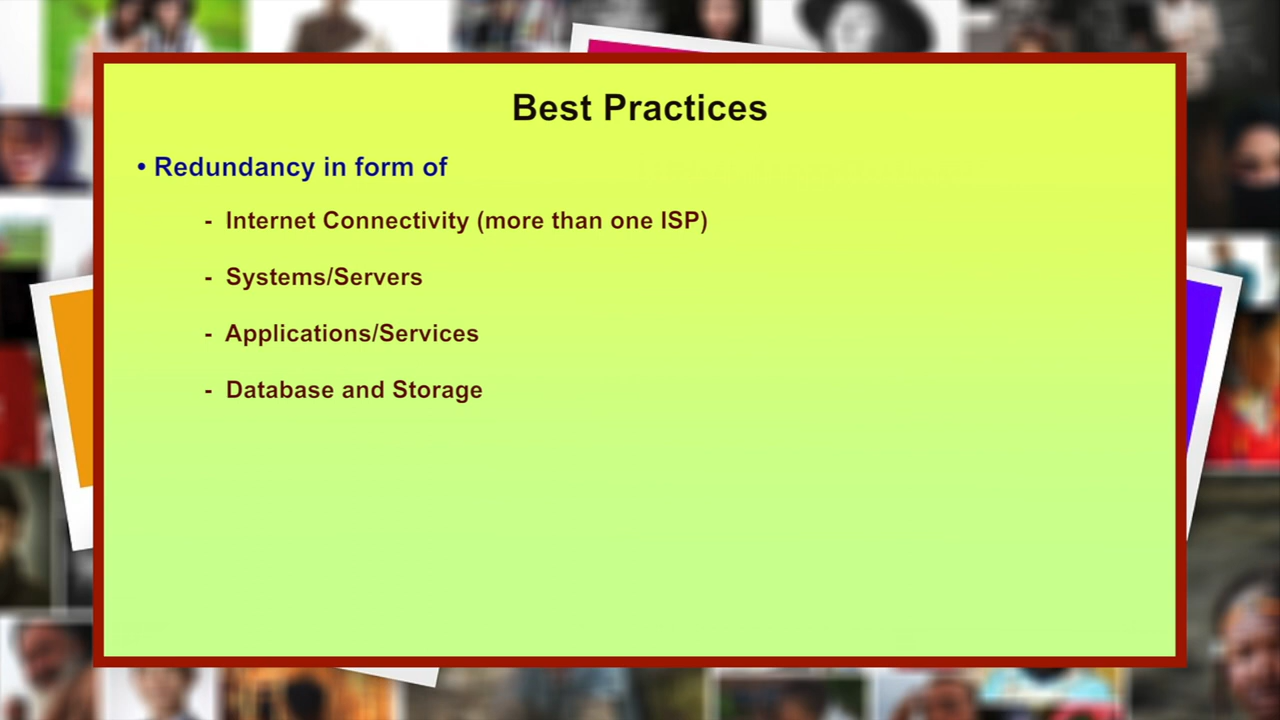 Best Practices
• Redundancy in form of
- Internet Connectivity (more than one ISP)
- Systems/Servers
- Applications/Services
- Database and Storage